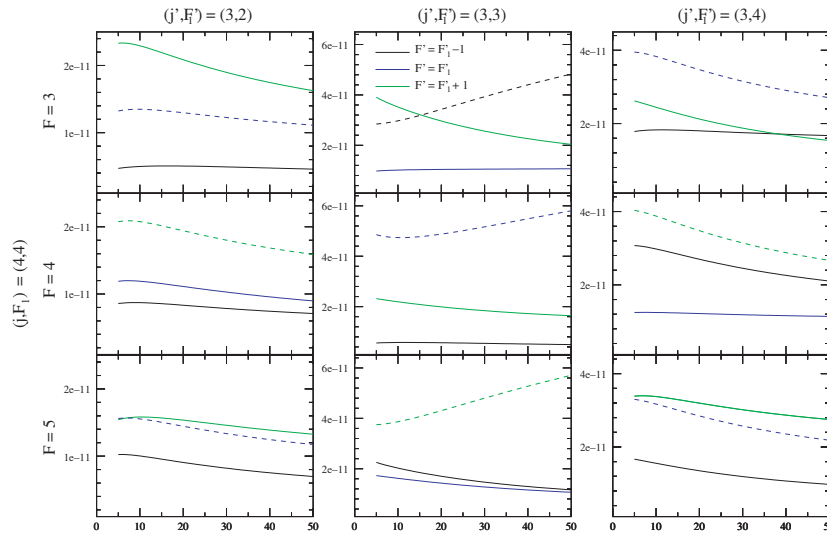 (j',F'₁) = (3,2)
(j',F'₁) = (3,3)
(j',F'₁) = (3,4)
(j,F₁) = (4,4)
F = 3
2e-11
1e-11
6e-11
4e-11
2e-11
F' = F'₁-1
F' = F'₁
F' = F'₁+1
4e-11
2e-11
F = 4
2e-11
1e-11
6e-11
4e-11
2e-11
4e-11
2e-11
F = 5
2e-11
1e-11
6e-11
4e-11
2e-11
4e-11
2e-11
0 10 20 30 40 50
0 10 20 30 40 50
0 10 20 30 40 50